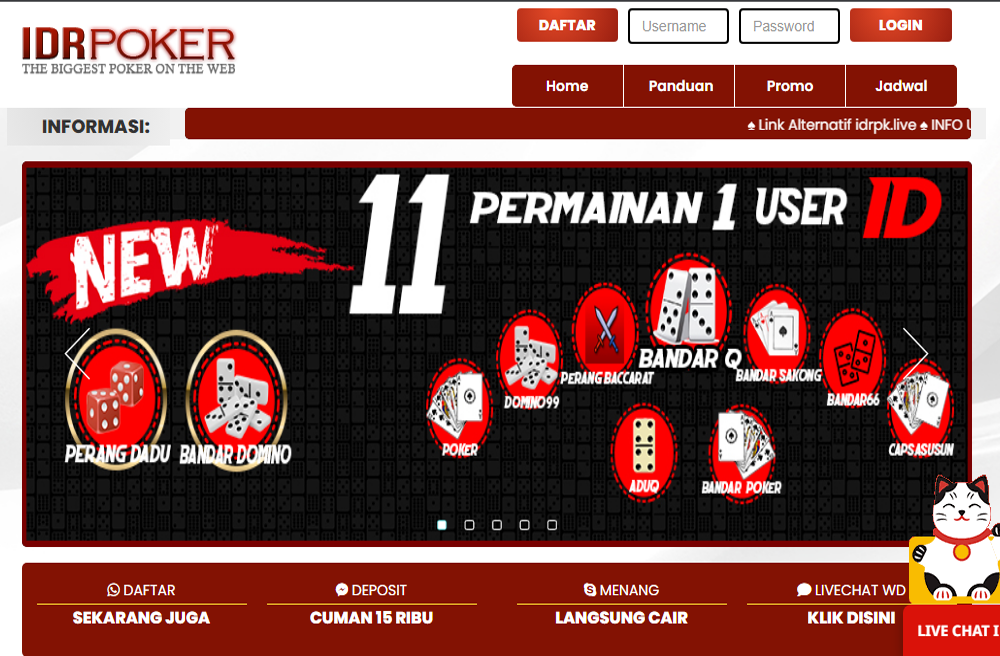 IDRPOKER
THE BIGGEST POKER ON THE WEB
DAFTAR
Username
Password
LOGIN
Home
Panduan
Promo
Jadwal
INFORMASI:
♠ Link Alternatif idrpk.live ♠ INFO
NEW
11 PERMAINAN 1 USER ID
PERANG DADU
BANDAR DOMINO
POKER
DOMINO99
PERANG BACCARAT
BANDAR Q
BANDAR SAKONG
BANDAR66
CAPSASUSUN
ADUQ
BANDAR POKER
DAFTAR
SEKARANG JUGA
DEPOSIT
CUMAN 15 RIBU
MENANG
LANGSUNG CAIR
LIVECHAT WD
KLIK DISINI
LIVE CHAT